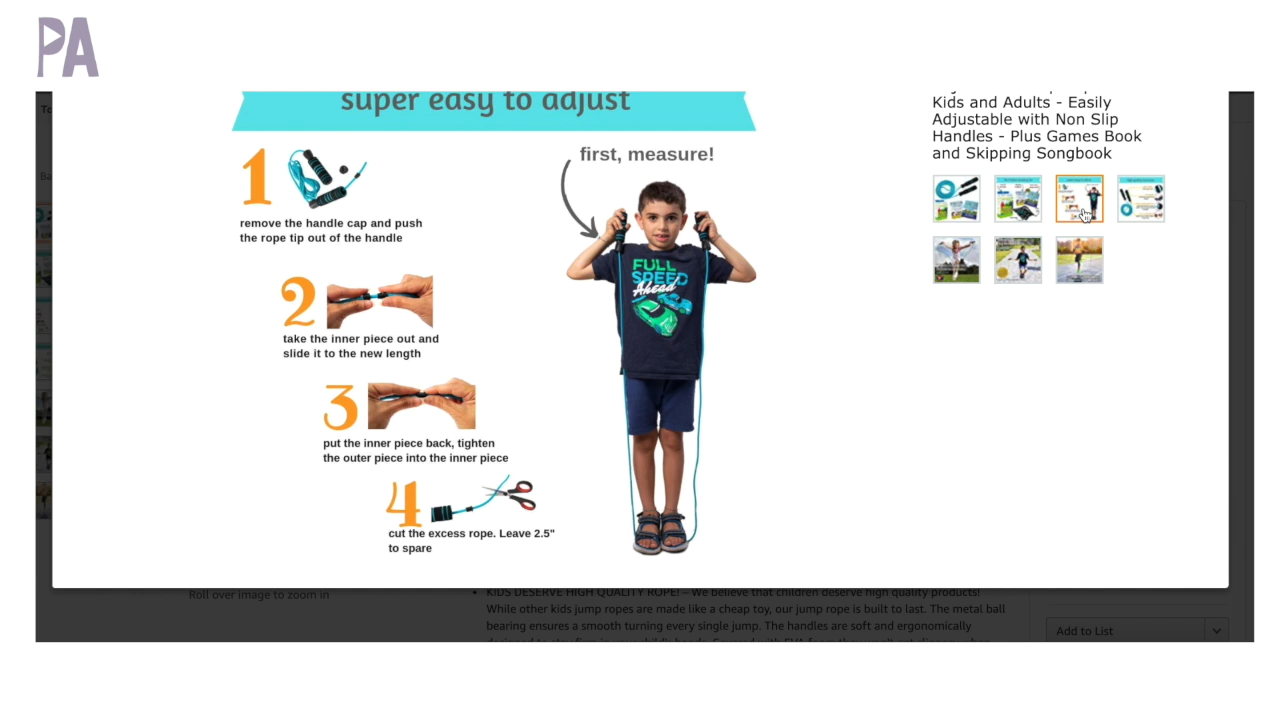 PA
super easy to adjust
first, measure!
1
remove the handle cap and push
the rope tip out of the handle
2
take the inner piece out and
slide it to the new length
3
put the inner piece back, tighten
the outer piece into the inner piece
4
cut the excess rope. Leave 2.5"
to spare
FULL
SPEED
Ahead
Kids and Adults - Easily
Adjustable with Non Slip
Handles - Plus Games Book
and Skipping Songbook
Roll over image to zoom in
• KIDS DESERVE HIGH QUALITY ROPE! – We believe that children deserve high quality products!
While other kids jump ropes are made like a cheap toy, our jump rope is built to last. The metal ball
bearing ensures a smooth turning every single jump. The handles are soft and ergonomically
Add to List